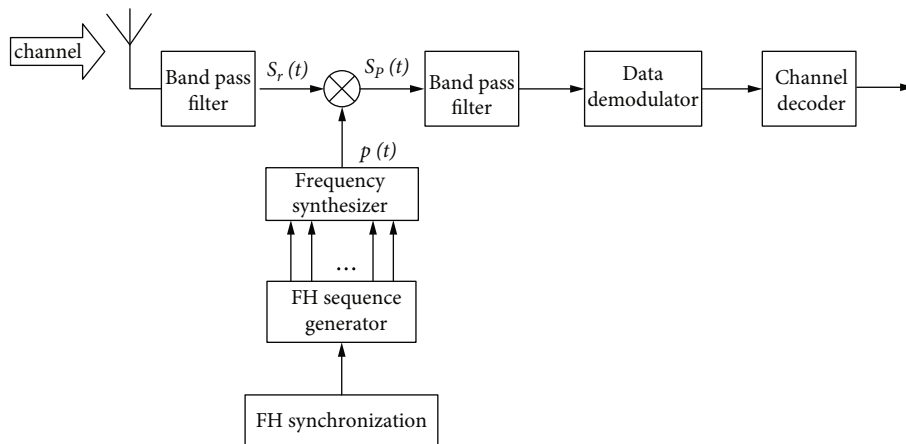 channel
Band pass
filter
S_r (t)
S_P (t)
Band pass
filter
Data
demodulator
Channel
decoder
p (t)
Frequency
synthesizer
...
FH sequence
generator
FH synchronization